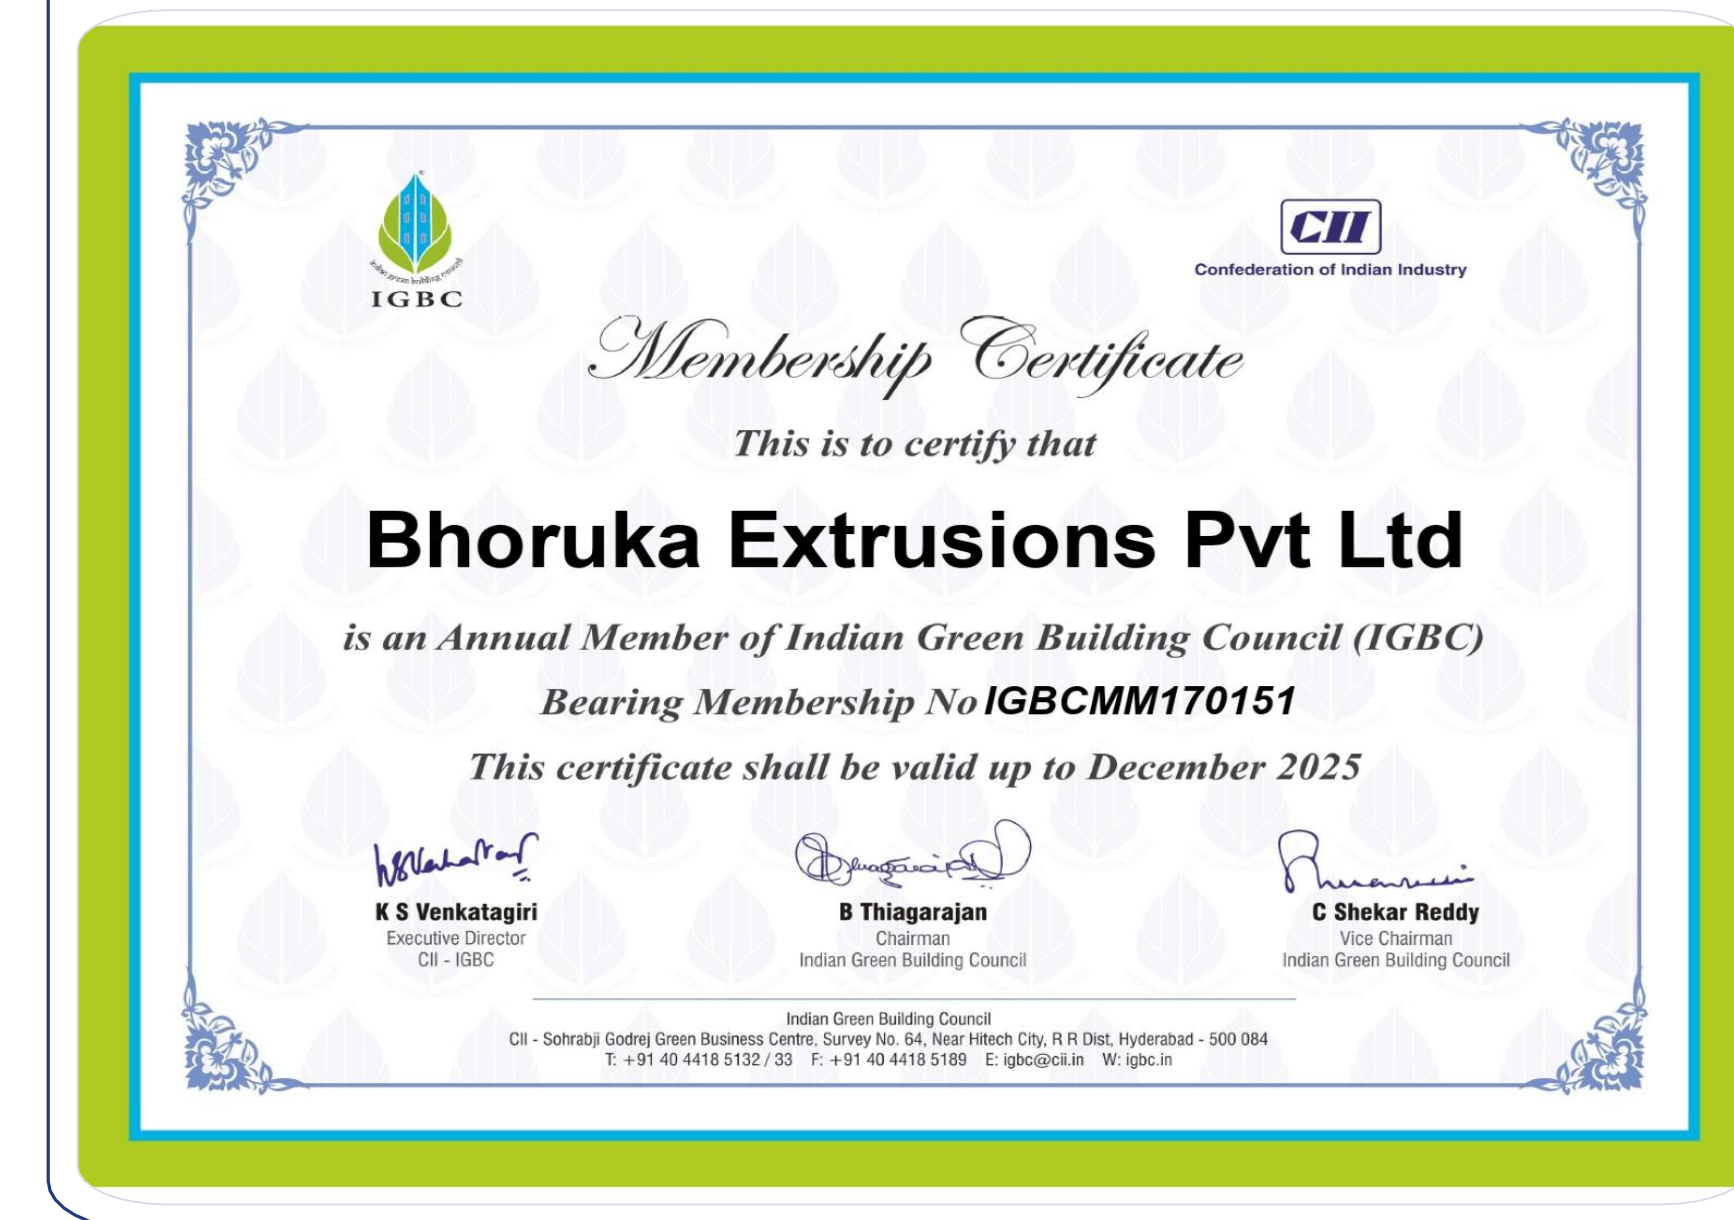 indian green building council
IGBC
CII
Confederation of Indian Industry
Membership Certificate
This is to certify that
Bhoruka Extrusions Pvt Ltd
is an Annual Member of Indian Green Building Council (IGBC)
Bearing Membership No IGBCMM170151
This certificate shall be valid up to December 2025
K S Venkatagiri
Executive Director
CII - IGBC
B Thiagarajan
Chairman
Indian Green Building Council
C Shekar Reddy
Vice Chairman
Indian Green Building Council
Indian Green Building Council
CII - Sohrabji Godrej Green Business Centre, Survey No. 64, Near Hitech City, R R Dist, Hyderabad - 500 084
T: +91 40 4418 5132 / 33 F: +91 40 4418 5189 E: igbc@cii.in W: igbc.in